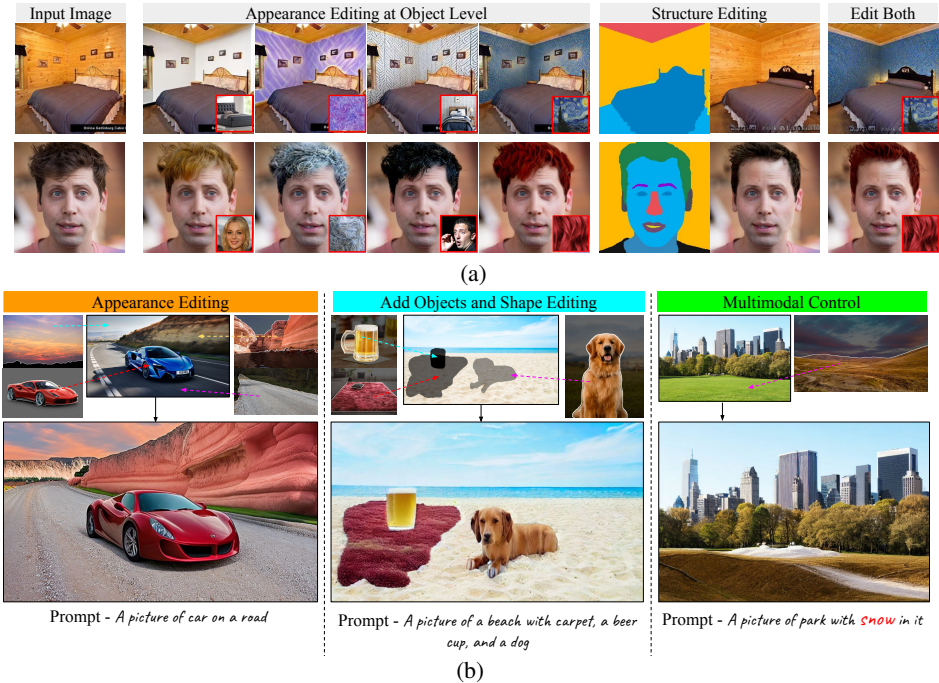 Input Image
Appearance Editing at Object Level
Structure Editing
Edit Both
(a)
Appearance Editing
Add Objects and Shape Editing
Multimodal Control
Prompt - A picture of car on a road
Prompt - A picture of a beach with carpet, a beer
cup, and a dog
Prompt - A picture of park with snow in it
(b)